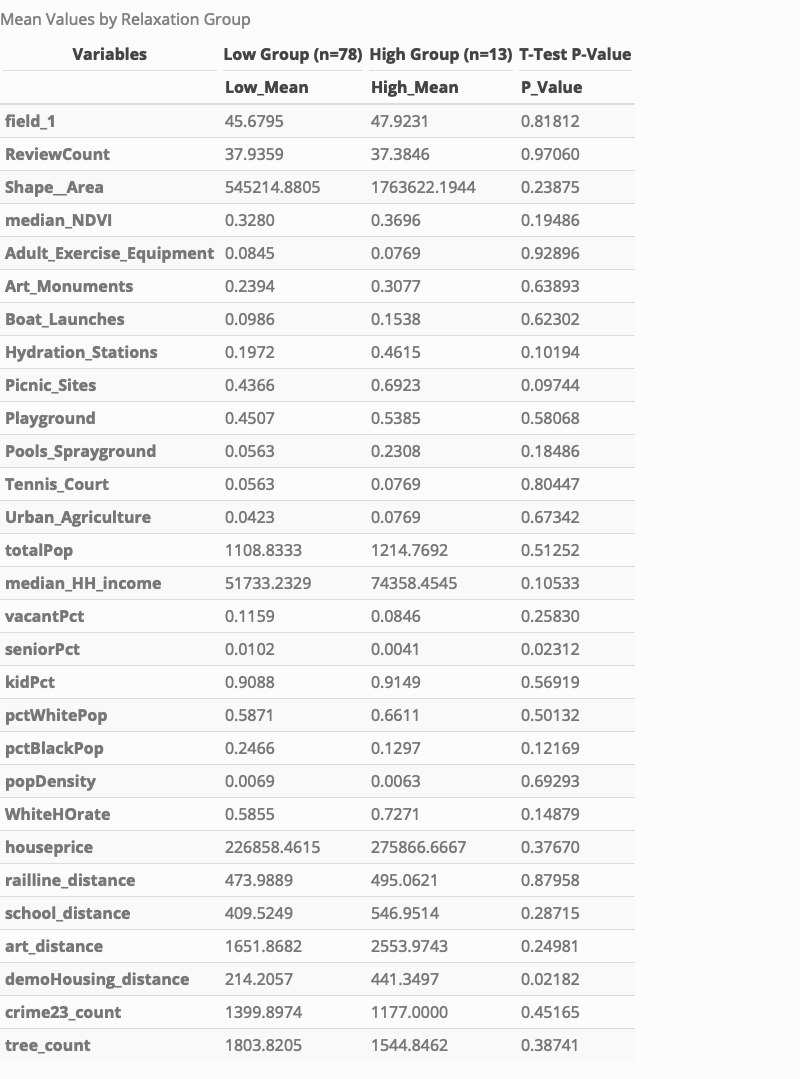 Mean Values by Relaxation Group
Variables Low Group (n=78) High Group (n=13) T-Test P-Value
Low_Mean High_Mean P_Value
field_1 45.6795 47.9231 0.81812
ReviewCount 37.9359 37.3846 0.97060
Shape__Area 545214.8805 1763622.1944 0.23875
median_NDVI 0.3280 0.3696 0.19486
Adult_Exercise_Equipment 0.0845 0.0769 0.92896
Art_Monuments 0.2394 0.3077 0.63893
Boat_Launches 0.0986 0.1538 0.62302
Hydration_Stations 0.1972 0.4615 0.10194
Picnic_Sites 0.4366 0.6923 0.09744
Playground 0.4507 0.5385 0.58068
Pools_Sprayground 0.0563 0.2308 0.18486
Tennis_Court 0.0563 0.0769 0.80447
Urban_Agriculture 0.0423 0.0769 0.67342
totalPop 1108.8333 1214.7692 0.51252
median_HH_income 51733.2329 74358.4545 0.10533
vacantPct 0.1159 0.0846 0.25830
seniorPct 0.0102 0.0041 0.02312
kidPct 0.9088 0.9149 0.56919
pctWhitePop 0.5871 0.6611 0.50132
pctBlackPop 0.2466 0.1297 0.12169
popDensity 0.0069 0.0063 0.69293
WhiteHOrate 0.5855 0.7271 0.14879
houseprice 226858.4615 275866.6667 0.37670
railline_distance 473.9889 495.0621 0.87958
school_distance 409.5249 546.9514 0.28715
art_distance 1651.8682 2553.9743 0.24981
demoHousing_distance 214.2057 441.3497 0.02182
crime23_count 1399.8974 1177.0000 0.45165
tree_count 1803.8205 1544.8462 0.38741